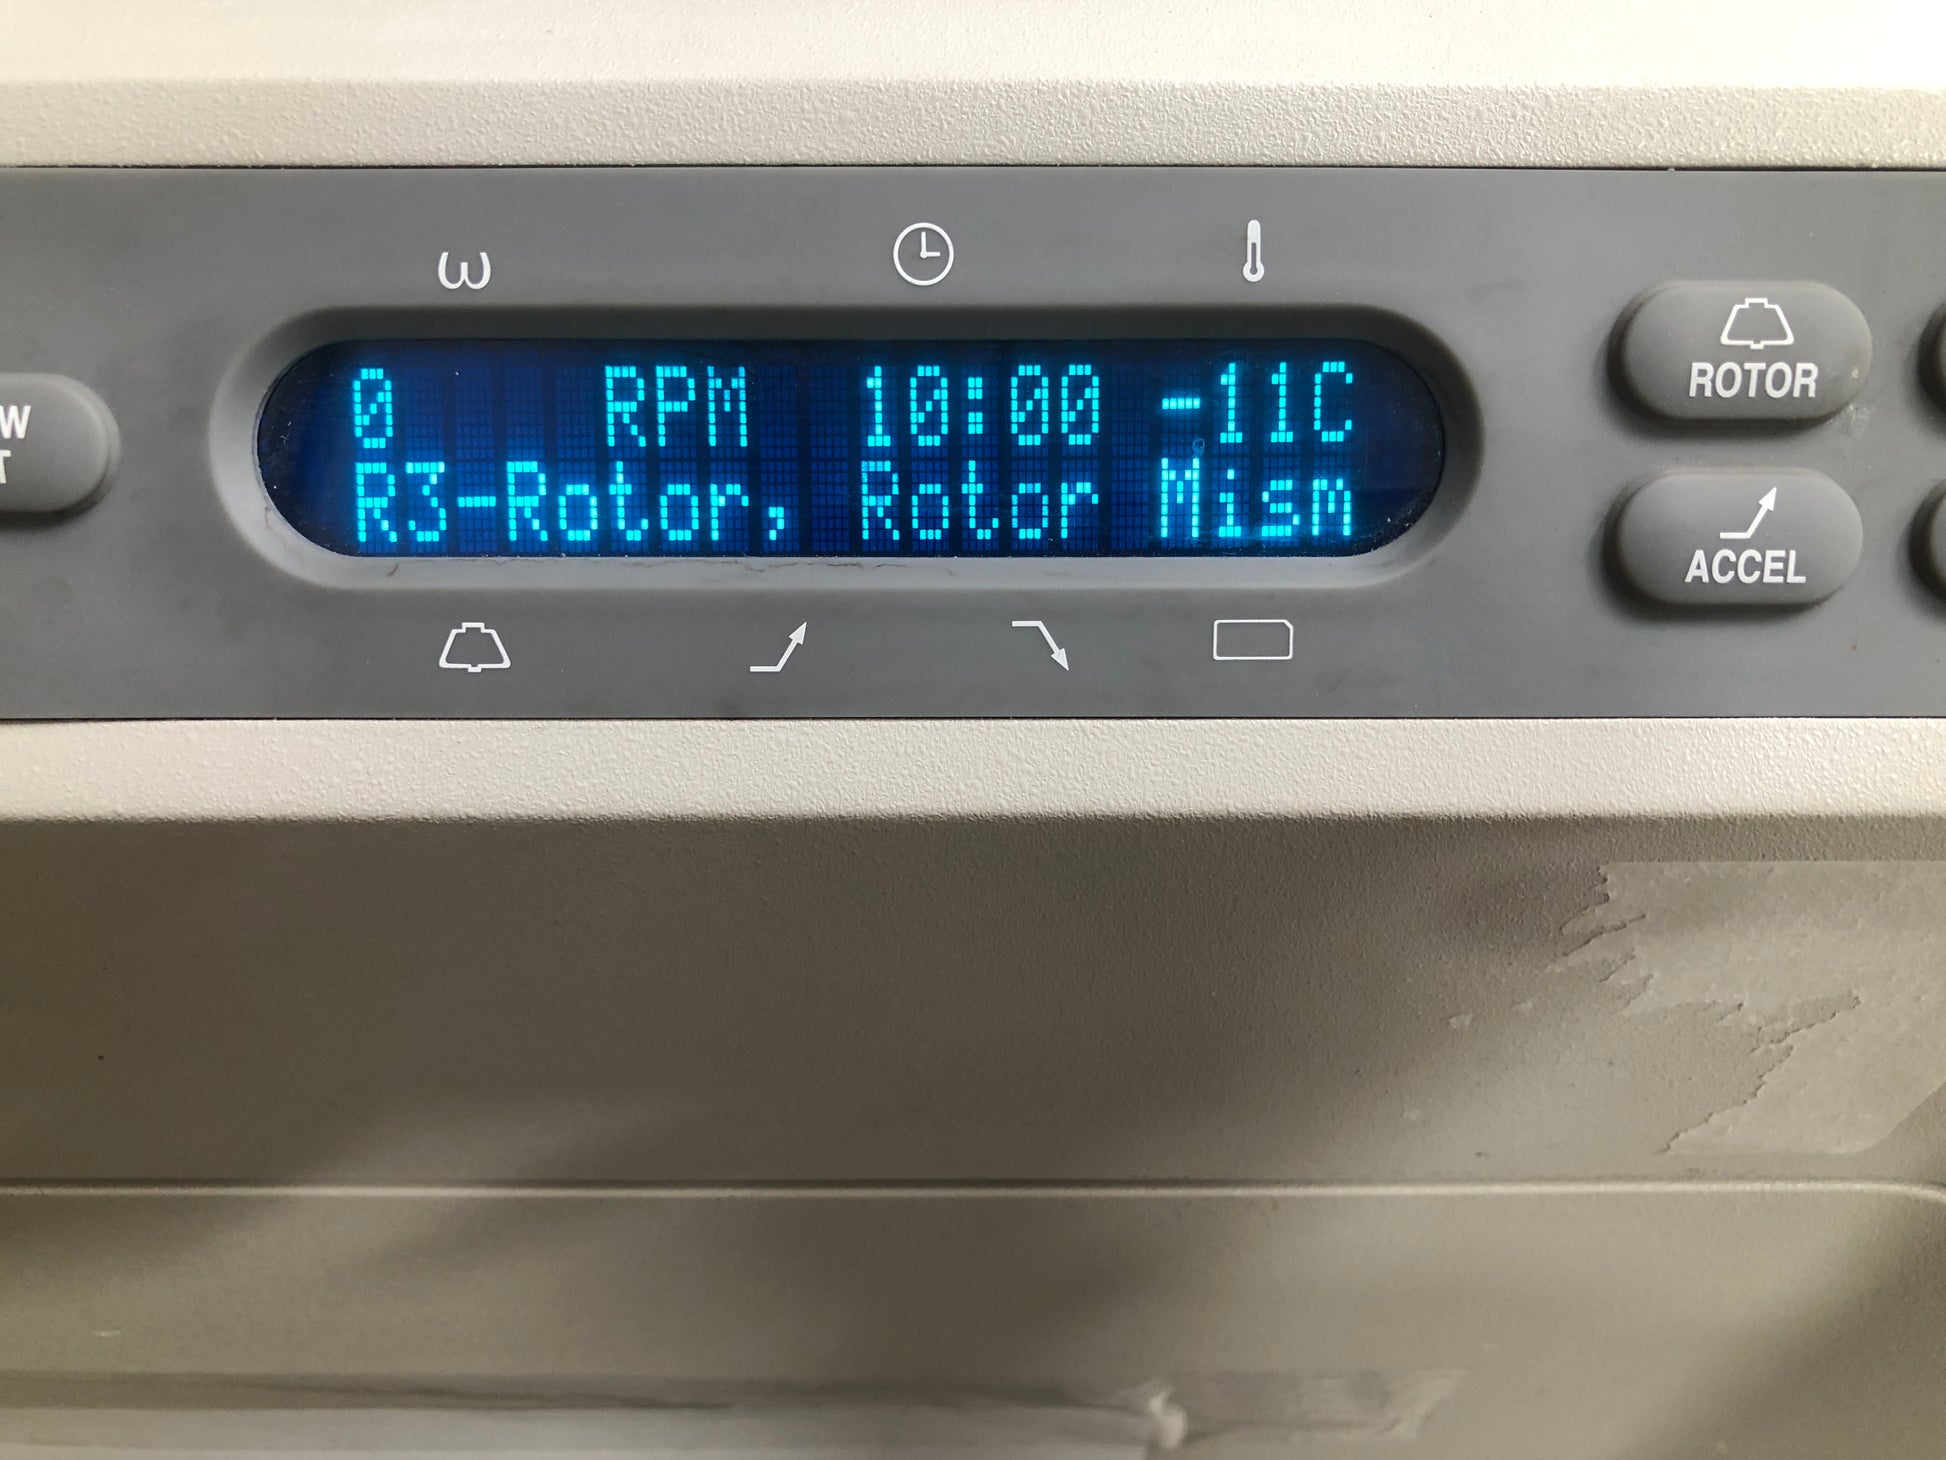 ω
0 RPM 10:00 -11C
R3-Rotor, Rotor Mism
W
T
ROTOR
ACCEL